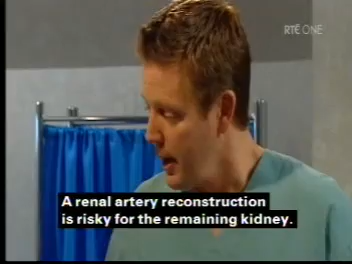 RTÉ ONE
A renal artery reconstruction
is risky for the remaining kidney.